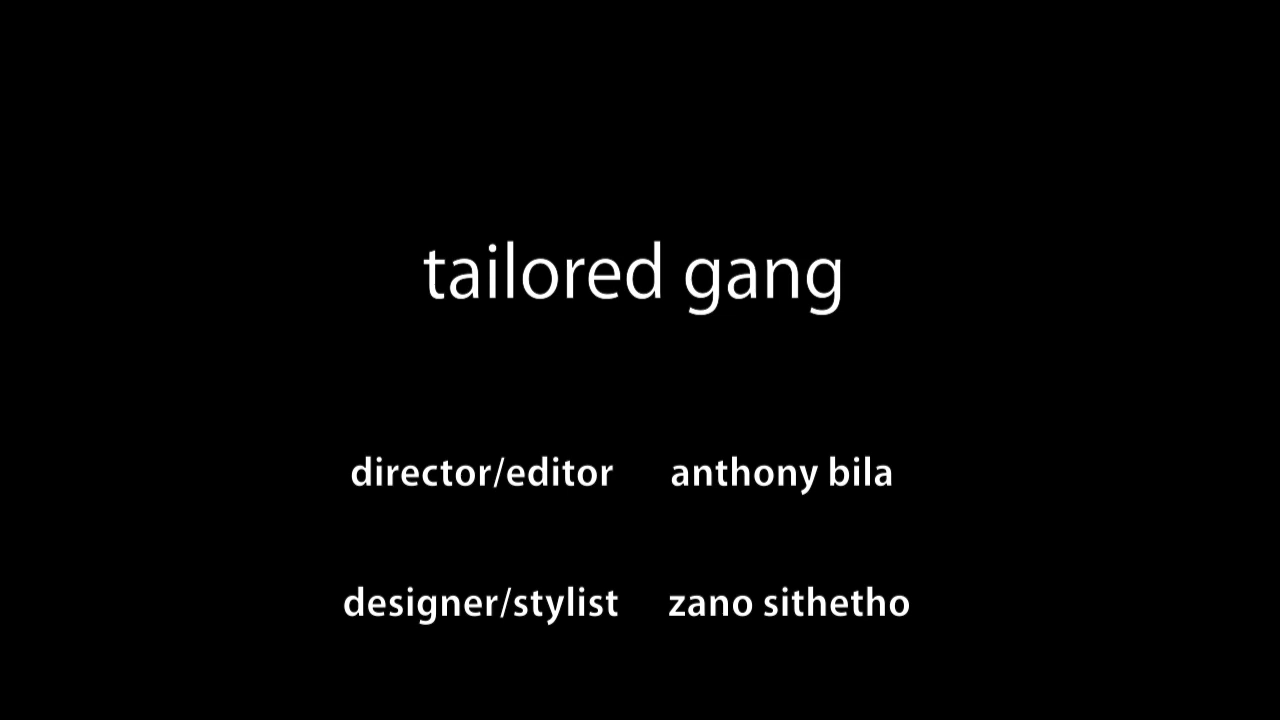 tailored gang
director/editor anthony bila
designer/stylist zano sithetho